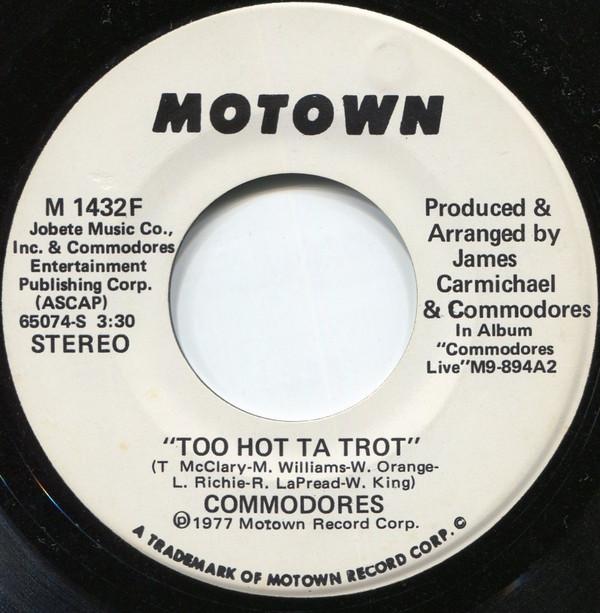 MOTOWN
M 1432F
Jobete Music Co.,
Inc. & Commodores
Entertainment
Publishing Corp.
(ASCAP)
65074-S 3:30
STEREO
Produced &
Arranged by
James
Carmichael
& Commodores
In Album
"Commodores
Live"M9-894A2
"TOO HOT TA TROT"
(T McClary-M. Williams-W. Orange-
L. Richie-R. LaPread-W. King)
COMMODORES
℗1977 Motown Record Corp.
A TRADEMARK OF MOTOWN RECORD CORP. ©